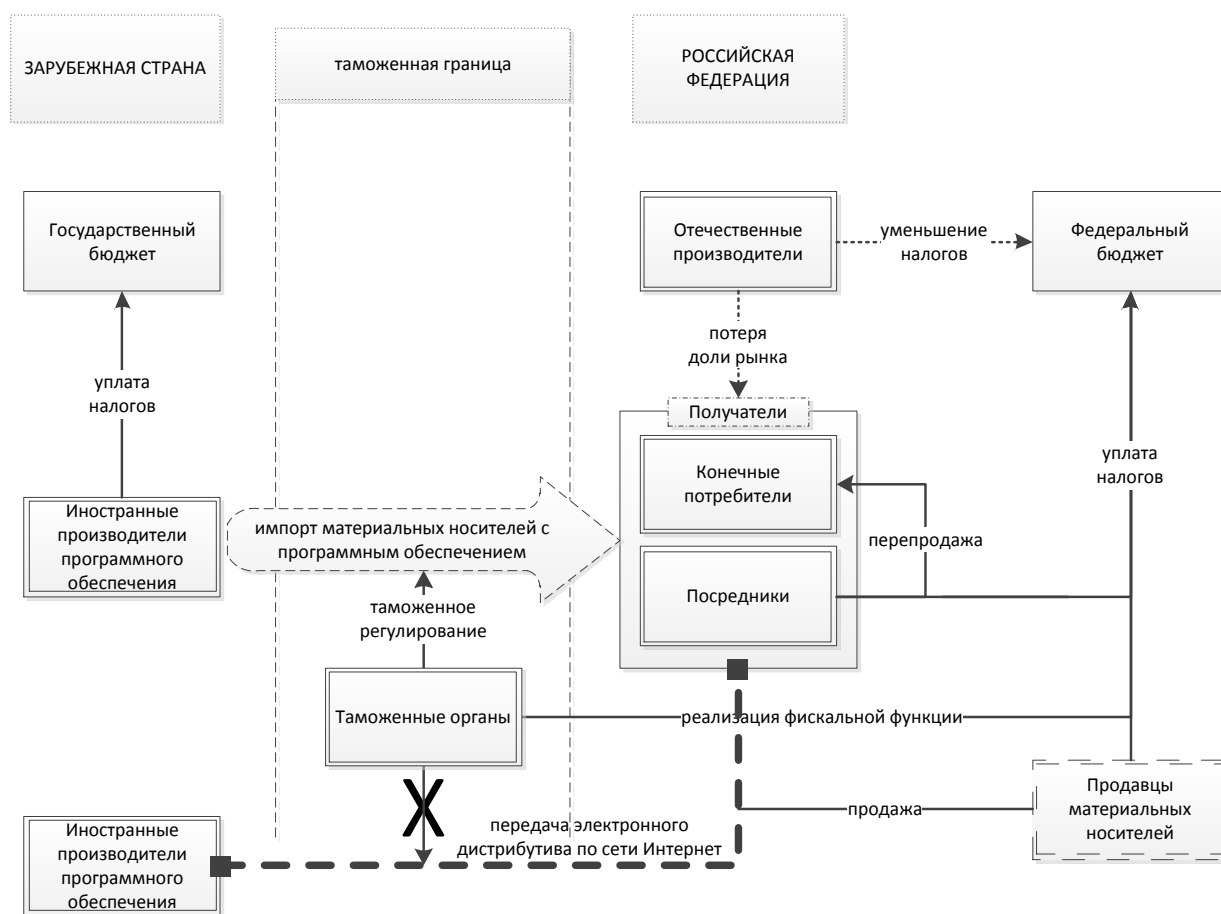 ЗАРУБЕЖНАЯ СТРАНА
таможенная граница
РОССИЙСКАЯ
ФЕДЕРАЦИЯ
Государственный
бюджет
Отечественные
производители
уменьшение
налогов
Федеральный
бюджет
потеря
доли рынка
уплата
налогов
Получатели
Конечные
потребители
уплата
налогов
Иностранные
производители
программного
обеспечения
импорт материальных носителей с
программным обеспечением
перепродажа
Посредники
таможенное
регулирование
Таможенные органы
реализация фискальной функции
Х
Продавцы
материальных
носителей
продажа
передача электронного
дистрибутива по сети Интернет
Иностранные
производители
программного
обеспечения